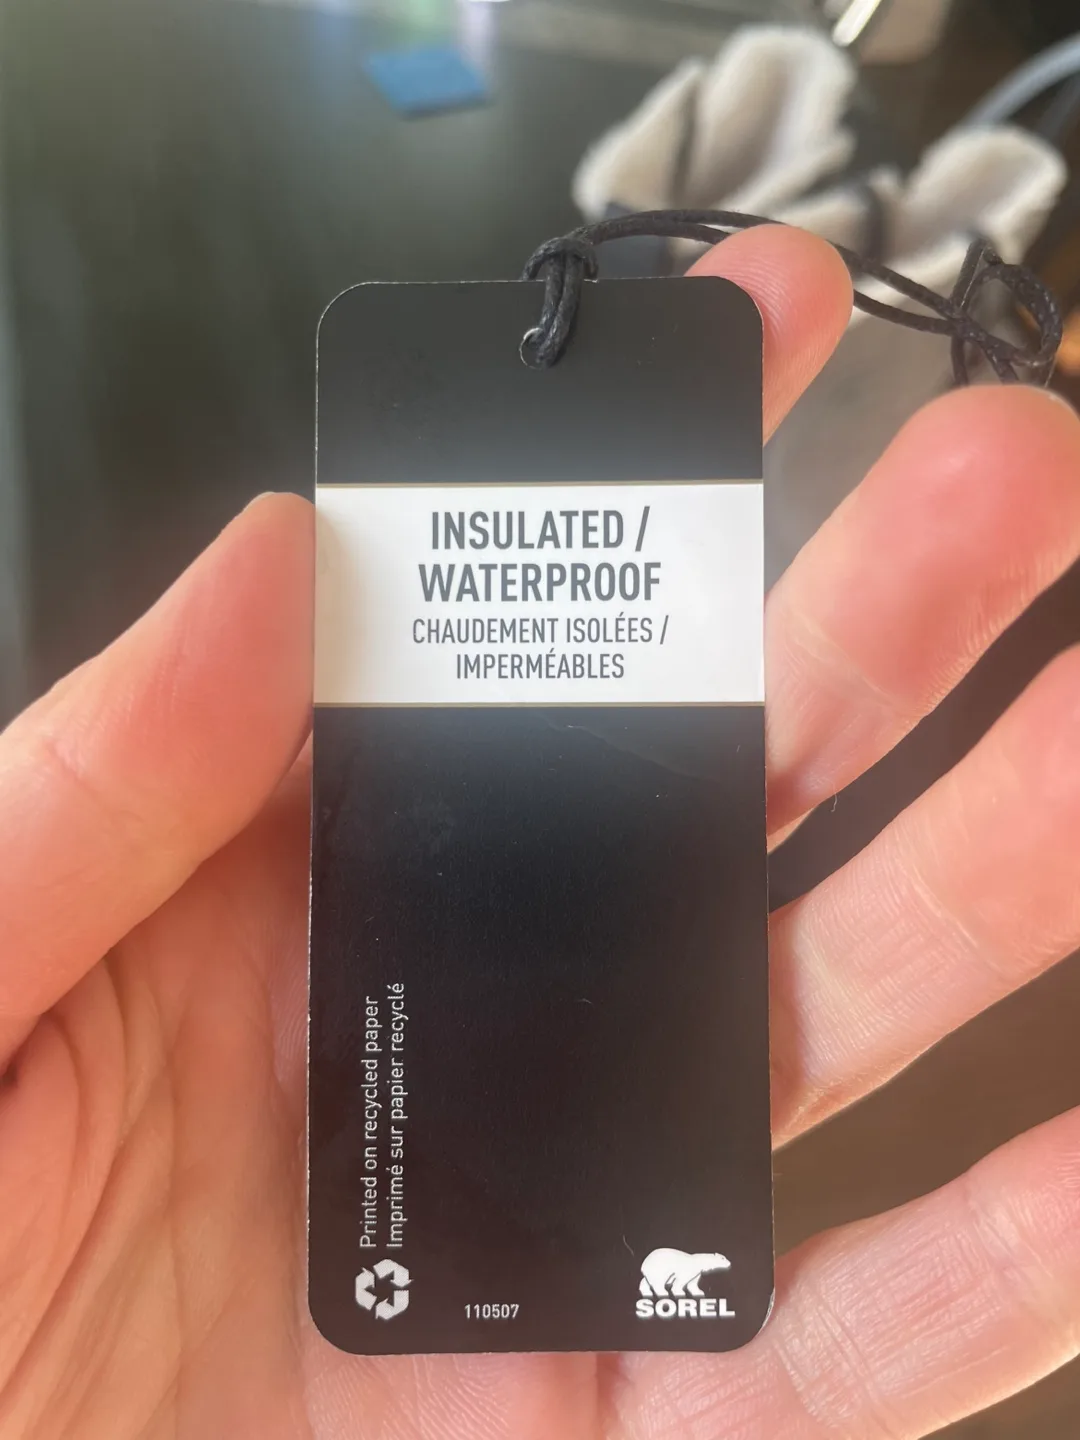 INSULATED /
WATERPROOF
CHAUDEMENT ISOLÉES /
IMPERMÉABLES
Printed on recycled paper
Imprimé sur papier recyclé
110507
SOREL